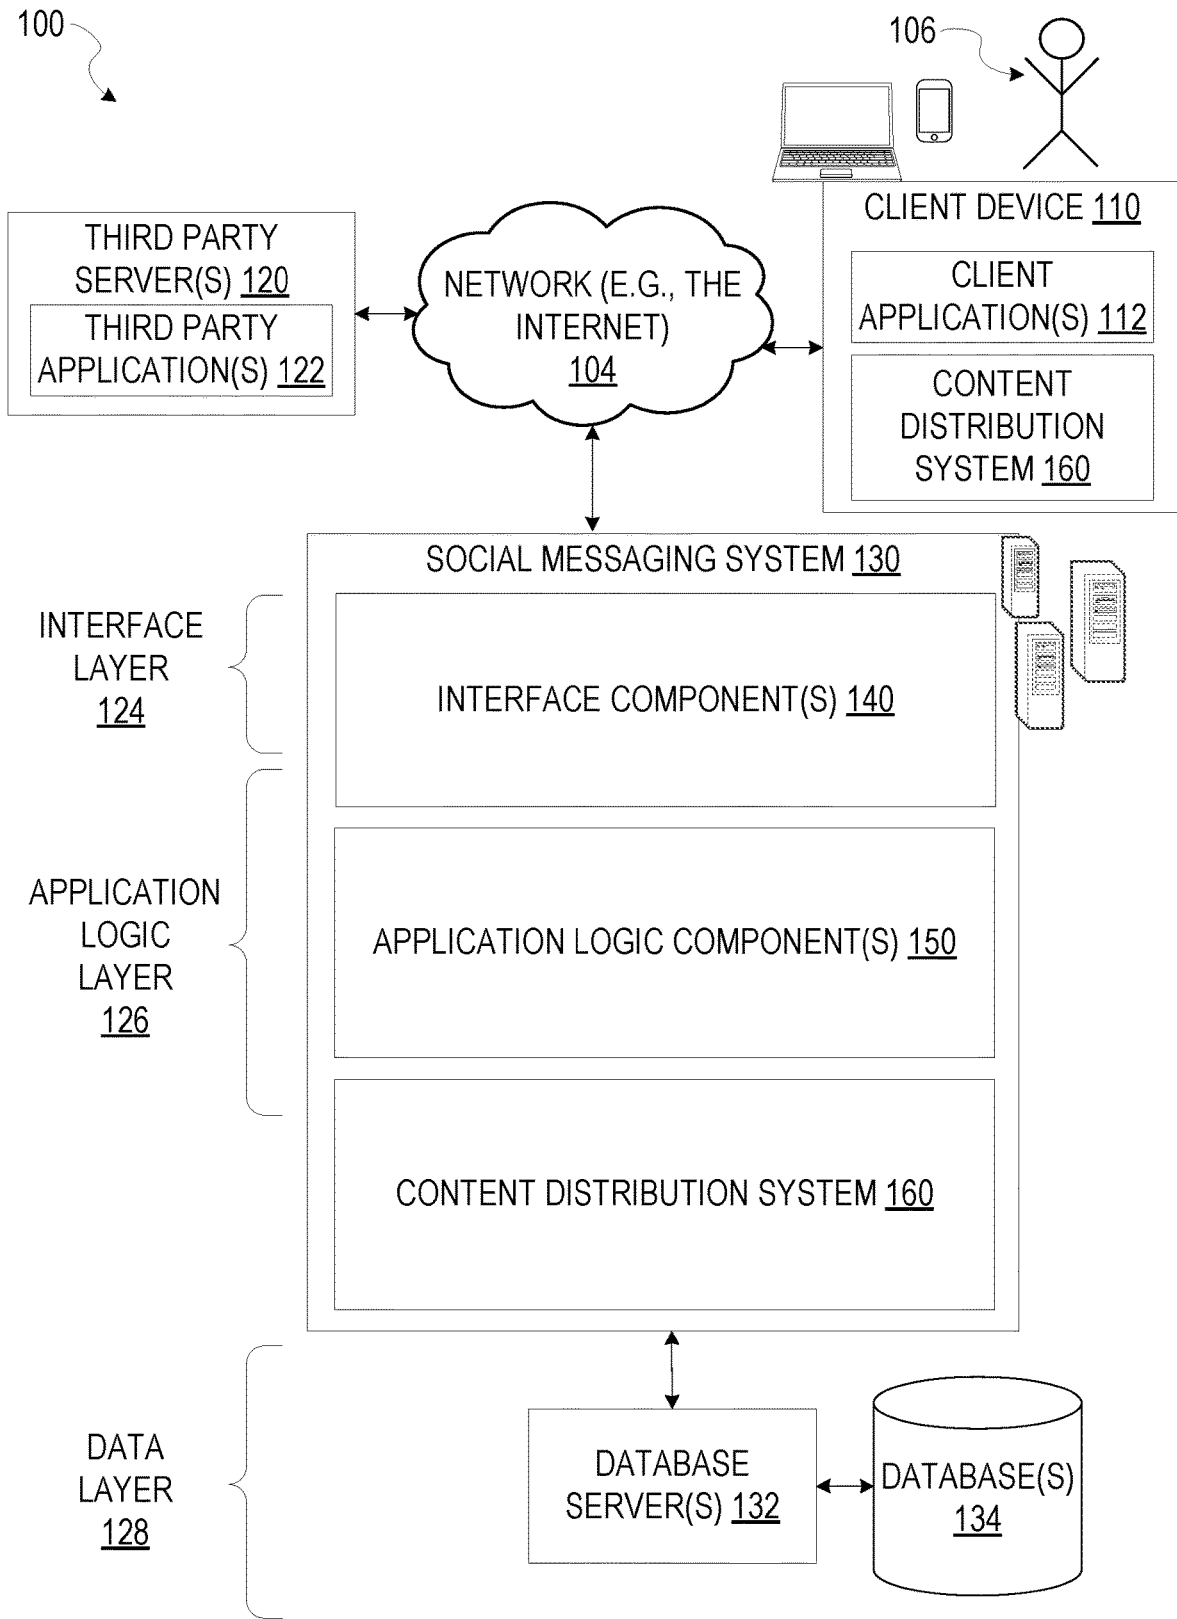 100
106
CLIENT DEVICE 110
CLIENT
APPLICATION(S) 112
CONTENT
DISTRIBUTION
SYSTEM 160
THIRD PARTY
SERVER(S) 120
THIRD PARTY
APPLICATION(S) 122
NETWORK (E.G., THE
INTERNET)
104
SOCIAL MESSAGING SYSTEM 130
INTERFACE
LAYER
124
INTERFACE COMPONENT(S) 140
APPLICATION
LOGIC
LAYER
126
APPLICATION LOGIC COMPONENT(S) 150
CONTENT DISTRIBUTION SYSTEM 160
DATA
LAYER
128
DATABASE
SERVER(S) 132
DATABASE(S)
134